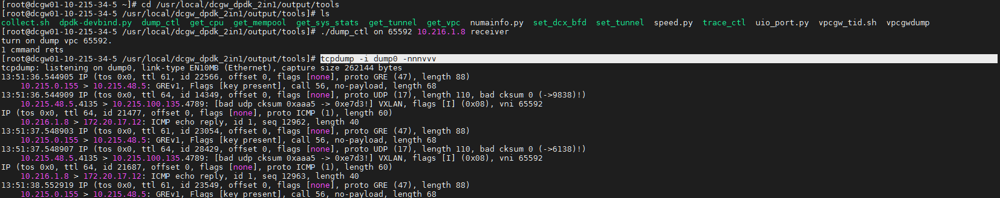 [root@dcgw01-10-215-34-5 ~]# cd /usr/local/dcgw_dpdk_2in1/output/tools
[root@dcgw01-10-215-34-5 /usr/local/dcgw_dpdk_2in1/output/tools]# ls
collect.sh  dpdk-devbind.py  dump_ctl  get_cpu  get_mempool  get_sys_stats  get_tunnel  get_vpc  numainfo.py  set_dcx_bfd  set_tunnel  speed.py  trace_ctl  uio_port.py  vpcgw_tid.sh  vpcgwdump
[root@dcgw01-10-215-34-5 /usr/local/dcgw_dpdk_2in1/output/tools]# ./dump_ctl on 65592 10.216.1.8 receiver
turn on dump vpc 65592.
1 cmmand rets
[root@dcgw01-10-215-34-5 /usr/local/dcgw_dpdk_2in1/output/tools]# tcpdump -i dump0 -nnnvvv
tcpdump: listening on dump0, link-type EN10MB (Ethernet), capture size 262144 bytes
13:51:36.544905 IP (tos 0x0, ttl 61, id 22566, offset 0, flags [none], proto GRE (47), length 88)
    10.215.0.155 > 10.215.48.5: GREv1, Flags [key present], call 56, no-payload, length 68
13:51:36.544909 IP (tos 0x0, ttl 64, id 14349, offset 0, flags [none], proto UDP (17), length 110, bad cksum 0 (->9838)!)
    10.215.48.5.4135 > 10.215.100.135.4789: [bad udp cksum 0xaaa5 -> 0xe7d3!] VXLAN, flags [I] (0x08), vni 65592
IP (tos 0x0, ttl 64, id 21477, offset 0, flags [none], proto ICMP (1), length 60)
    10.216.1.8 > 172.20.17.12: ICMP echo reply, id 1, seq 12962, length 40
13:51:37.548903 IP (tos 0x0, ttl 61, id 23054, offset 0, flags [none], proto GRE (47), length 88)
    10.215.0.155 > 10.215.48.5: GREv1, Flags [key present], call 56, no-payload, length 68
13:51:37.548907 IP (tos 0x0, ttl 64, id 28429, offset 0, flags [none], proto UDP (17), length 110, bad cksum 0 (->6138)!)
    10.215.48.5.4135 > 10.215.100.135.4789: [bad udp cksum 0xaaa5 -> 0xe7d3!] VXLAN, flags [I] (0x08), vni 65592
IP (tos 0x0, ttl 64, id 21687, offset 0, flags [none], proto ICMP (1), length 60)
    10.216.1.8 > 172.20.17.12: ICMP echo reply, id 1, seq 12963, length 40
13:51:38.552919 IP (tos 0x0, ttl 61, id 23549, offset 0, flags [none], proto GRE (47), length 88)
    10.215.0.155 > 10.215.48.5: GREv1, Flags [key present], call 56, no-payload, length 68